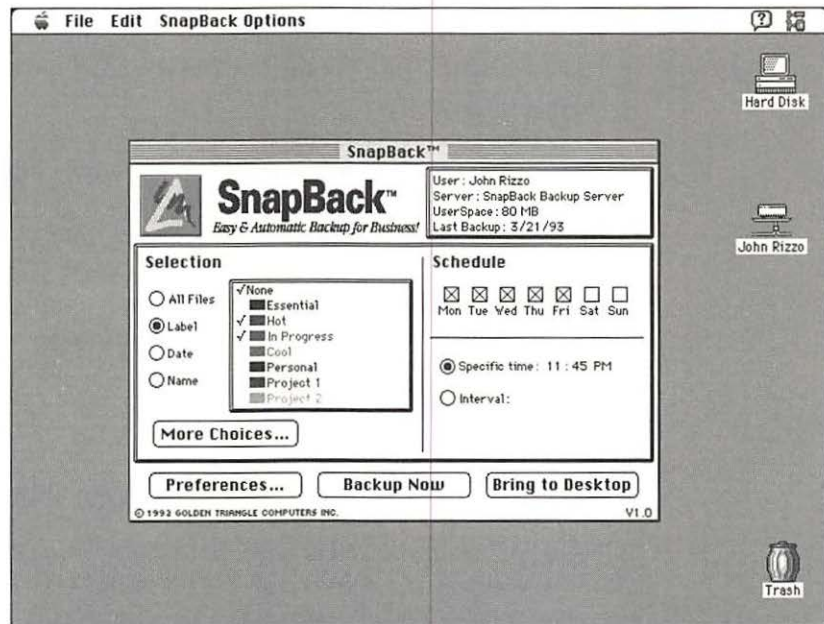 File Edit SnapBack Options
Hard Disk
SnapBack™
SnapBack™
Easy & Automatic Backup for Business!
User : John Rizzo
Server : SnapBack Backup Server
UserSpace : 80 MB
Last Backup : 3/21/93
John Rizzo
Selection
All Files
Label
Date
Name
✓None
Essential
✓ Hot
✓ In Progress
Cool
Personal
Project 1
Project 2
More Choices...
Schedule
Mon Tue Wed Thu Fri Sat Sun
Specific time : 11 : 45 PM
Interval :
Preferences... Backup Now Bring to Desktop
© 1992 GOLDEN TRIANGLE COMPUTERS INC. V1.0
Trash